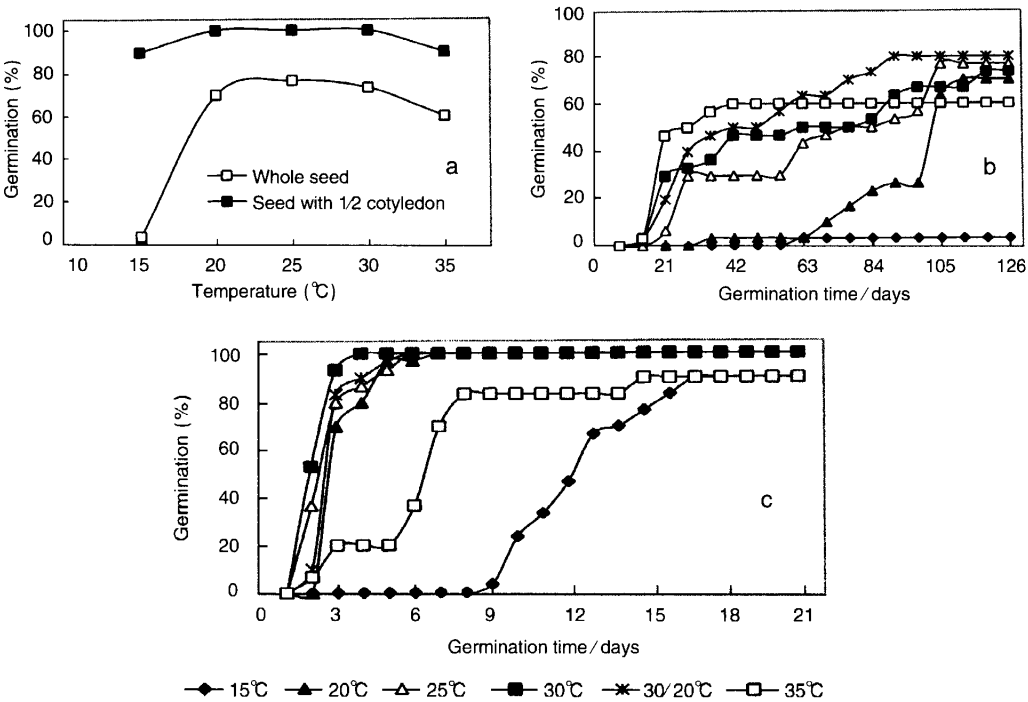 100
80
60
40
20
0
Germination (%)
Whole seed
Seed with 1/2 cotyledon
a
10 15 20 25 30 35
Temperature (℃)
100
80
60
40
20
0
Germination (%)
b
0 21 42 63 84 105 126
Germination time/days
100
80
60
40
20
0
Germination (%)
c
0 3 6 9 12 15 18 21
Germination time/days
15℃ 20℃ 25℃ 30℃ 30/20℃ 35℃